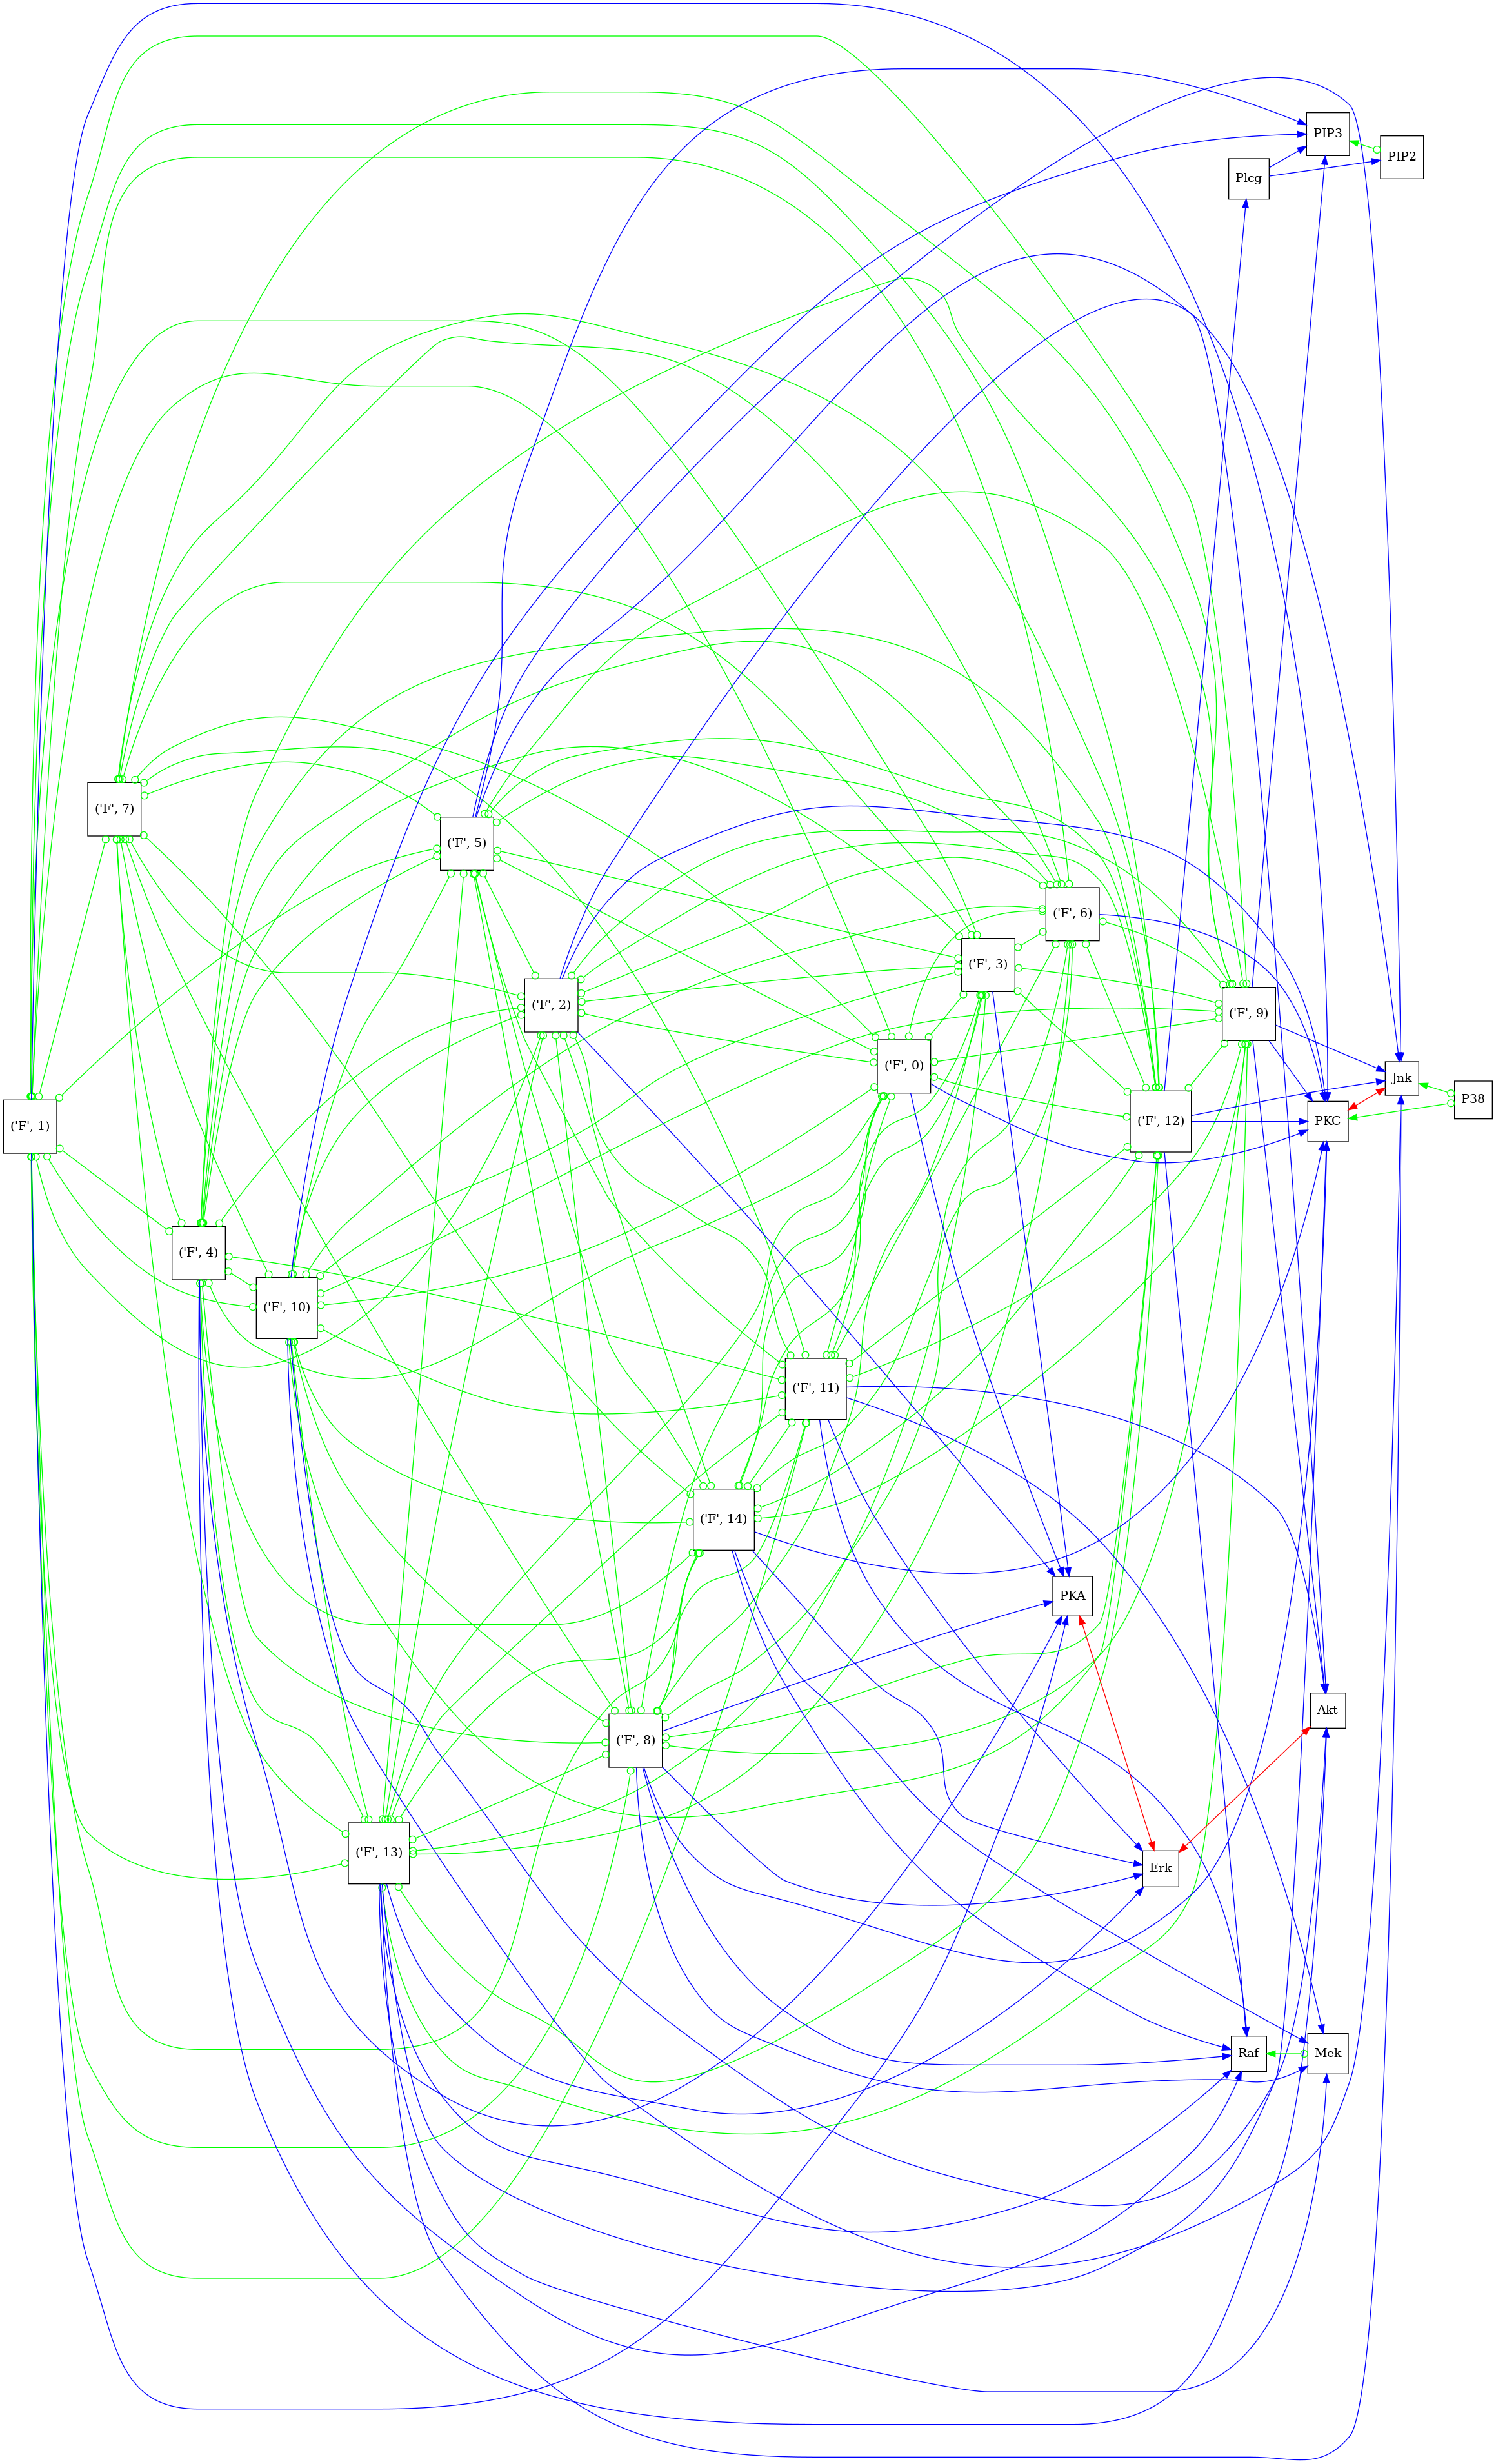 PIP3
PIP2
Plcg
('F', 7)
('F', 5)
('F', 6)
('F', 3)
('F', 2)
('F', 9)
('F', 0)
Jnk
P38
('F', 1)
('F', 12)
PKC
('F', 4)
('F', 10)
('F', 11)
('F', 14)
PKA
Akt
('F', 8)
('F', 13)
Erk
Raf
Mek